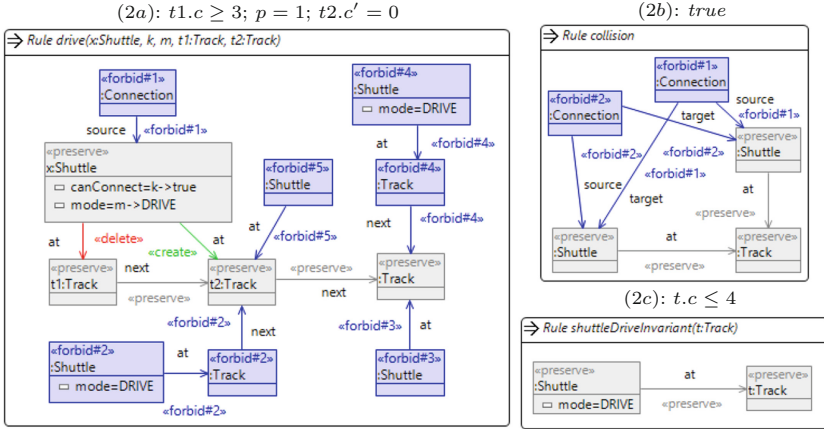 (2a): t1.c ≥ 3; p = 1; t2.c′ = 0
Rule drive(x:Shuttle, k, m, t1:Track, t2:Track)
«forbid#1»
:Connection
source
«forbid#1»
«preserve»
x:Shuttle
canConnect=k->true
mode=m->DRIVE
at
«delete»
«create»
at
«forbid#4»
:Shuttle
mode=DRIVE
at
«forbid#4»
«forbid#4»
:Track
next
«forbid#4»
«forbid#5»
:Shuttle
at
«forbid#5»
«preserve»
t1:Track
next
«preserve»
«preserve»
t2:Track
«preserve»
next
«preserve»
:Track
«forbid#2»
next
«forbid#3»
at
«forbid#2»
:Shuttle
mode=DRIVE
at
«forbid#2»
«forbid#2»
:Track
«forbid#3»
:Shuttle
(2b): true
Rule collision
«forbid#1»
:Connection
«forbid#2»
:Connection
source
«forbid#1»
target
«preserve»
:Shuttle
«forbid#2»
«forbid#2»
«forbid#1»
source
target
at
«preserve»
«preserve»
:Shuttle
at
«preserve»
«preserve»
:Track
(2c): t.c ≤ 4
Rule shuttleDriveInvariant(t:Track)
«preserve»
:Shuttle
mode=DRIVE
at
«preserve»
«preserve»
t:Track